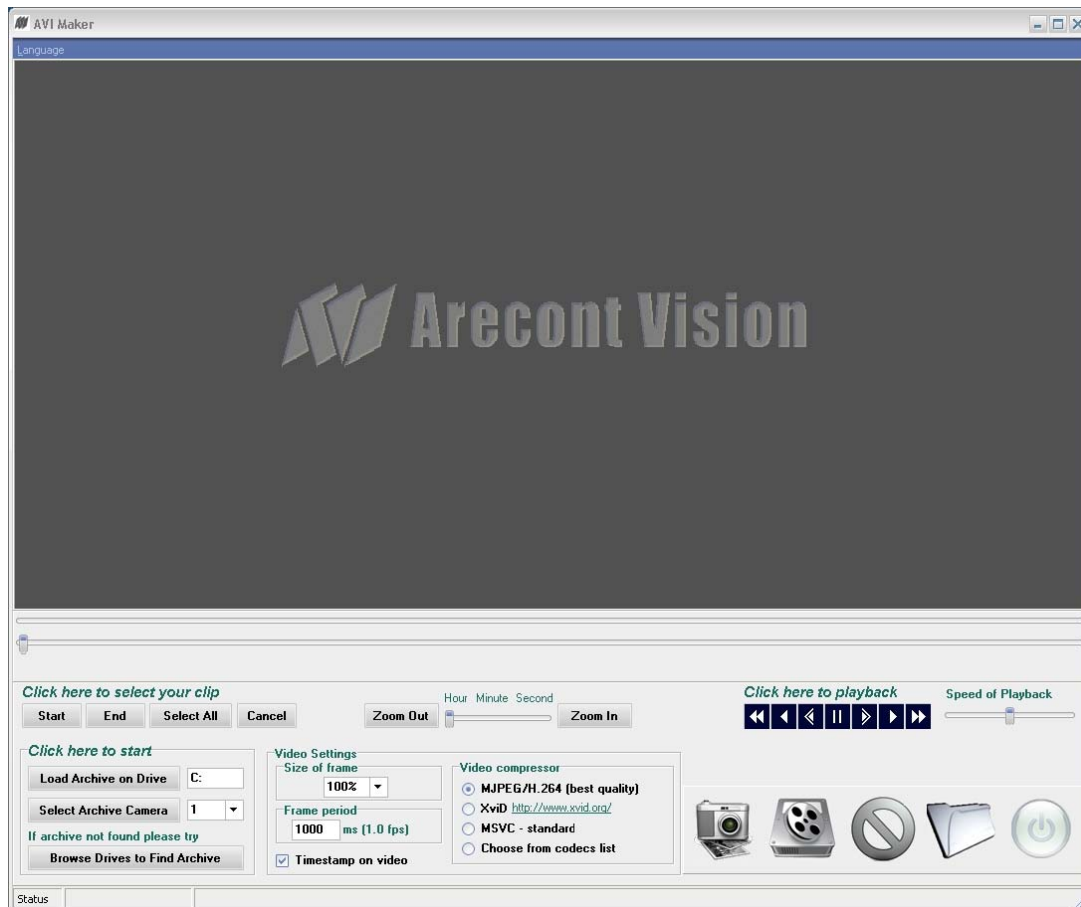 AVI Maker
Language
Arecont Vision
Click here to select your clip
Start End Select All Cancel
Zoom Out
Hour Minute Second
Zoom In
Click here to playback
Speed of Playback
Click here to start
Load Archive on Drive C:
Select Archive Camera 1
If archive not found please try
Browse Drives to Find Archive
Video Settings
Size of frame
100%
Frame period
1000 ms (1.0 fps)
Timestamp on video
Video compressor
MJPEG/H.264 (best quality)
XviD http://www.xvid.org/
MSVC - standard
Choose from codecs list
Status